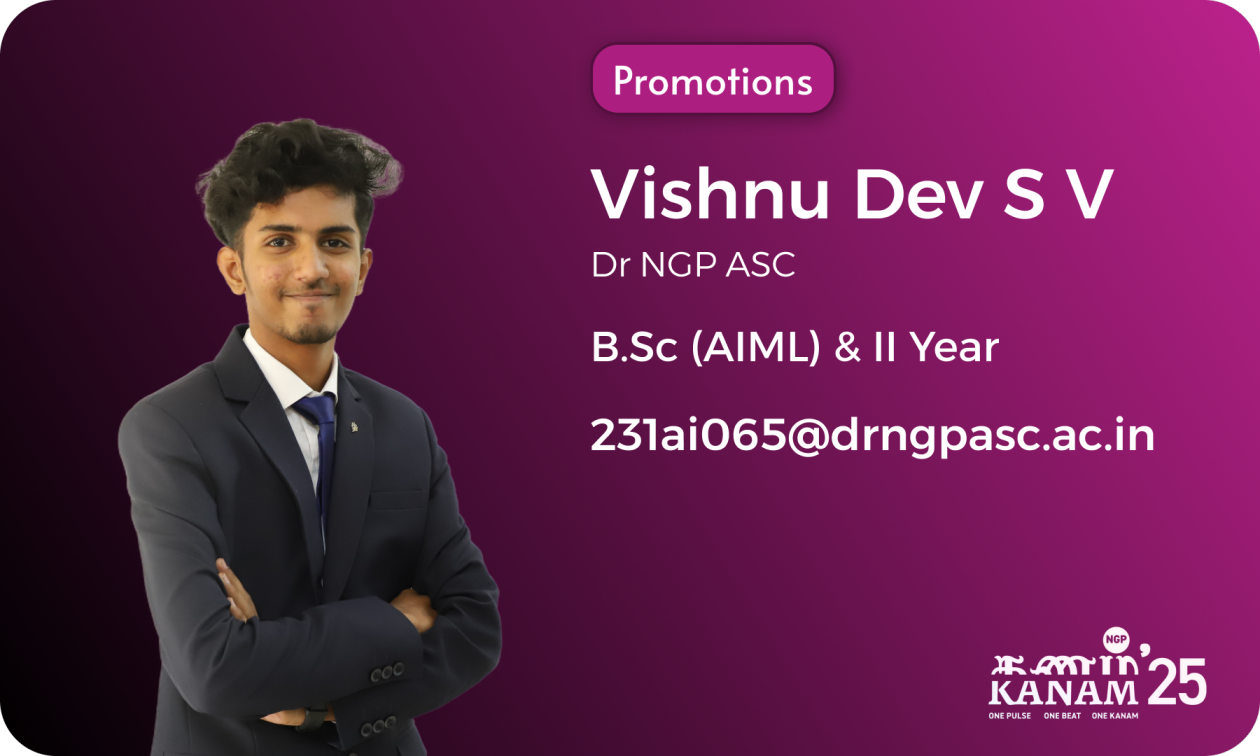 Promotions
Vishnu Dev S V
Dr NGP ASC
B.Sc (AIML) & II Year
231ai065@drngpasc.ac.in
NGP
KANAM '25
ONE PULSE ONE BEAT ONE KANAM